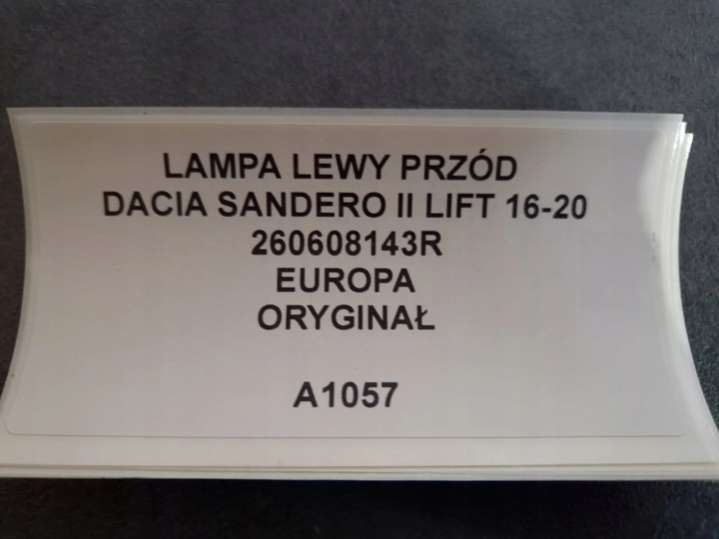 LAMPA LEWY PRZÓD
DACIA SANDERO II LIFT 16-20
260608143R
EUROPA
ORYGINAŁ
A1057